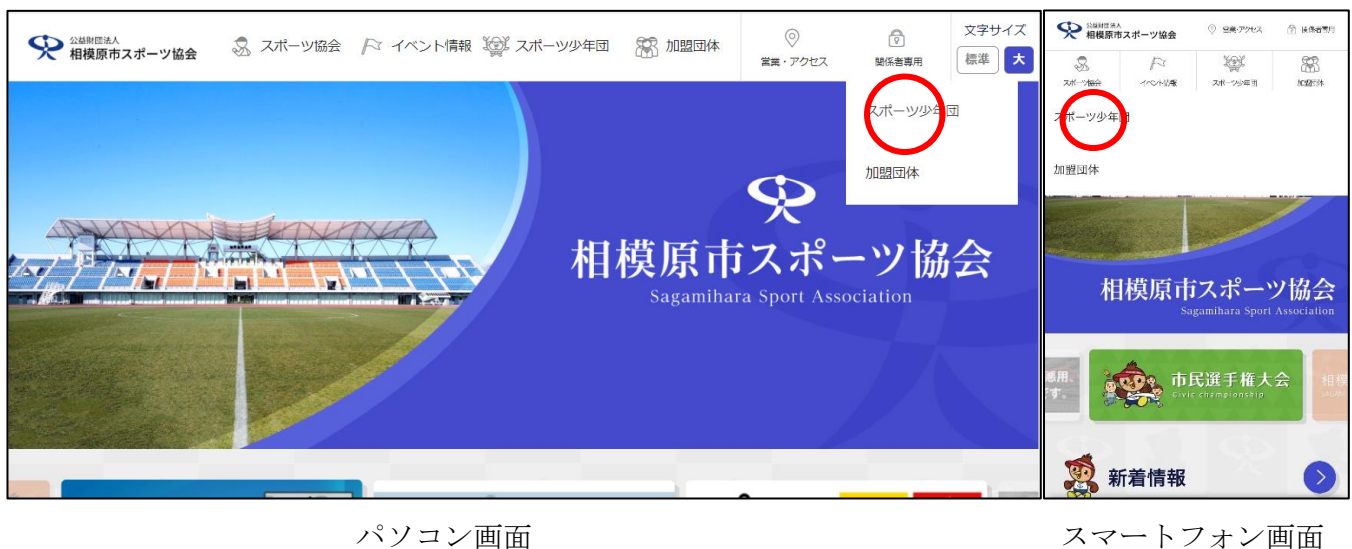 公益財団法人
相模原市スポーツ協会
スポーツ協会
イベント情報
スポーツ少年団
加盟団体
営業・アクセス
関係者専用
文字サイズ
標準
大
スポーツ少年団
加盟団体
相模原市スポーツ協会
Sagamihara Sport Association
パソコン画面
公益財団法人
相模原市スポーツ協会
営業・アクセス
関係者専用
スポーツ協会
イベント情報
スポーツ少年団
加盟団体
スポーツ少年団
加盟団体
相模原市スポーツ協会
Sagamihara Sport Association
市民選手権大会
Civic championship
新着情報
スマートフォン画面